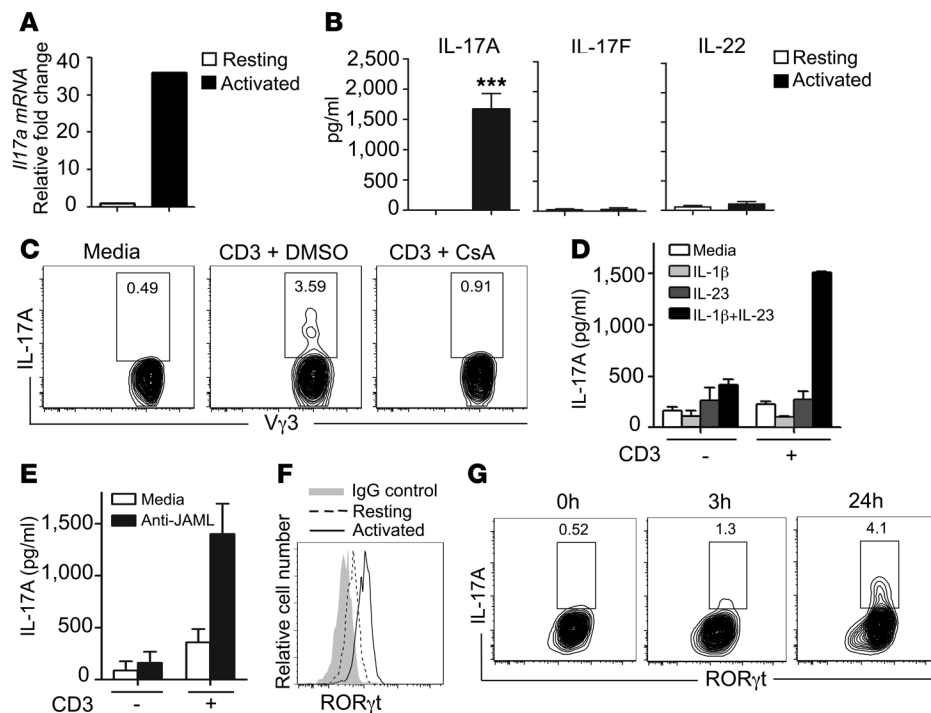 A
Il17a mRNA
Relative fold change
40
30
20
10
0
Resting
Activated
B
IL-17A
IL-17F
IL-22
pg/ml
2,500
2,000
1,500
1,000
500
0
***
Resting
Activated
C
Media
CD3 + DMSO
CD3 + CsA
0.49
3.59
0.91
IL-17A
Vγ3
D
Media
IL-1β
IL-23
IL-1β+IL-23
IL-17A (pg/ml)
1,500
1,000
500
0
CD3
-
+
E
Media
Anti-JAML
IL-17A (pg/ml)
1,500
1,000
500
0
CD3
-
+
F
IgG control
Resting
Activated
Relative cell number
RORγt
G
0h
3h
24h
0.52
1.3
4.1
IL-17A
RORγt